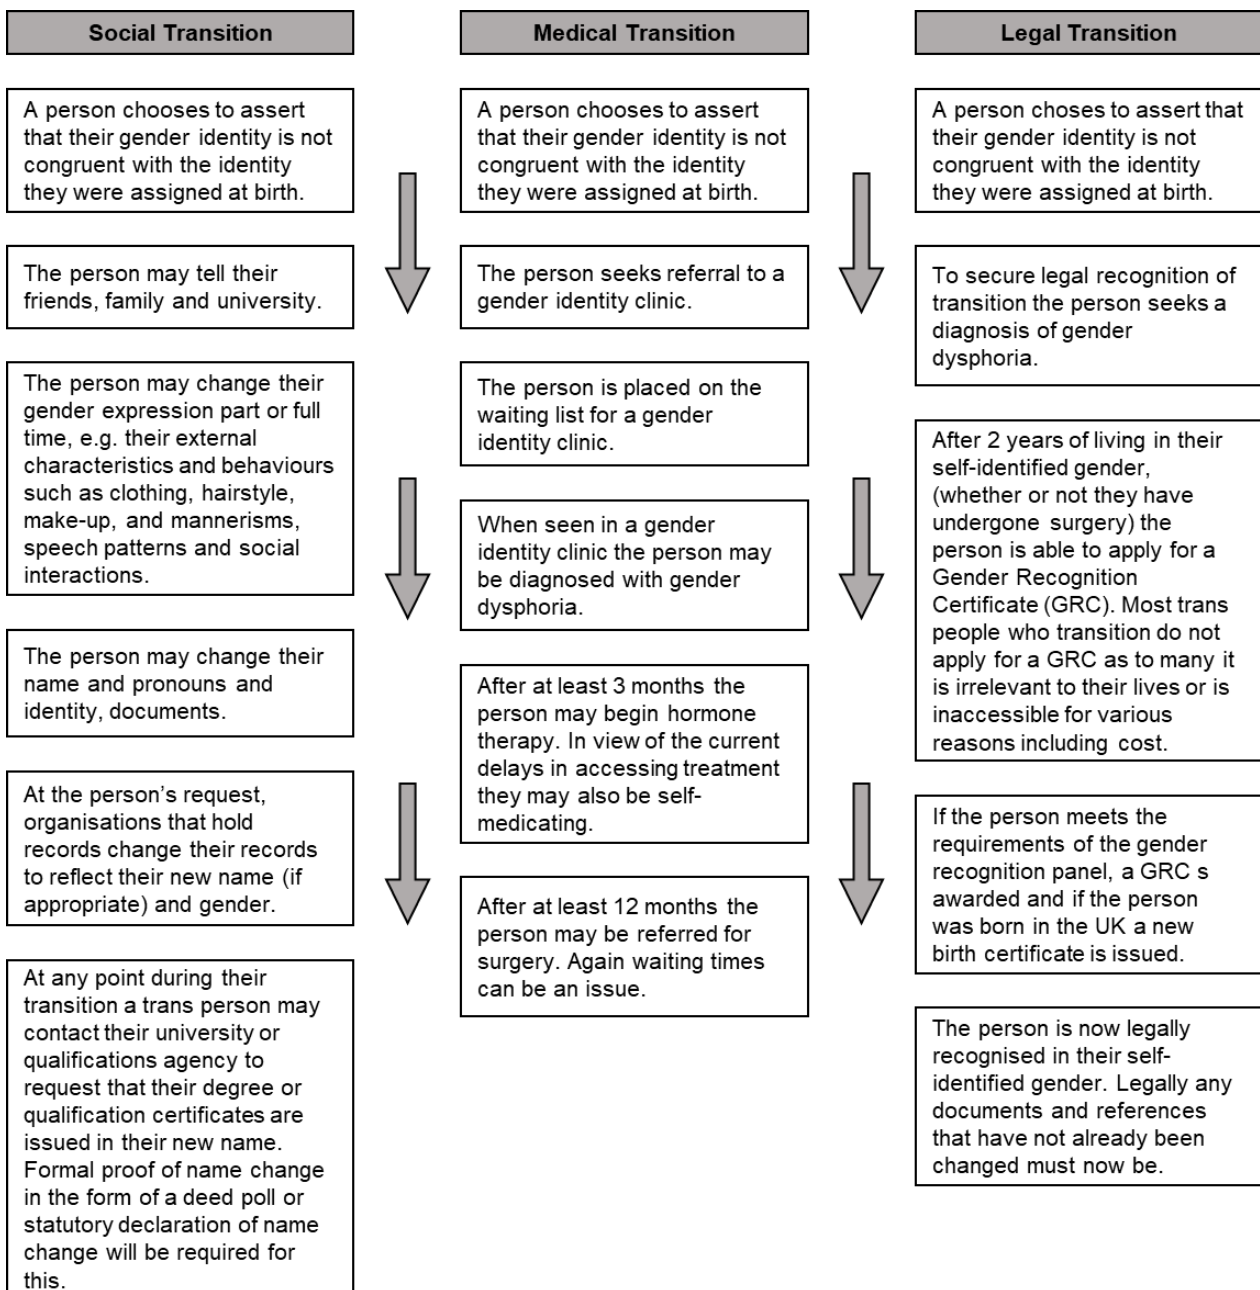 Social Transition
A person chooses to assert
that their gender identity is not
congruent with the identity
they were assigned at birth.
The person may tell their
friends, family and university.
The person may change their
gender expression part or full
time, e.g. their external
characteristics and behaviours
such as clothing, hairstyle,
make-up, and mannerisms,
speech patterns and social
interactions.
The person may change their
name and pronouns and
identity, documents.
At the person’s request,
organisations that hold
records change their records
to reflect their new name (if
appropriate) and gender.
At any point during their
transition a trans person may
contact their university or
qualifications agency to
request that their degree or
qualification certificates are
issued in their new name.
Formal proof of name change
in the form of a deed poll or
statutory declaration of name
change will be required for
this.
Medical Transition
A person chooses to assert
that their gender identity is not
congruent with the identity
they were assigned at birth.
The person seeks referral to a
gender identity clinic.
The person is placed on the
waiting list for a gender
identity clinic.
When seen in a gender
identity clinic the person may
be diagnosed with gender
dysphoria.
After at least 3 months the
person may begin hormone
therapy. In view of the current
delays in accessing treatment
they may also be self-
medicating.
After at least 12 months the
person may be referred for
surgery. Again waiting times
can be an issue.
Legal Transition
A person choses to assert that
their gender identity is not
congruent with the identity
they were assigned at birth.
To secure legal recognition of
transition the person seeks a
diagnosis of gender
dysphoria.
After 2 years of living in their
self-identified gender,
(whether or not they have
undergone surgery) the
person is able to apply for a
Gender Recognition
Certificate (GRC). Most trans
people who transition do not
apply for a GRC as to many it
is irrelevant to their lives or is
inaccessible for various
reasons including cost.
If the person meets the
requirements of the gender
recognition panel, a GRC s
awarded and if the person
was born in the UK a new
birth certificate is issued.
The person is now legally
recognised in their self-
identified gender. Legally any
documents and references
that have not already been
changed must now be.